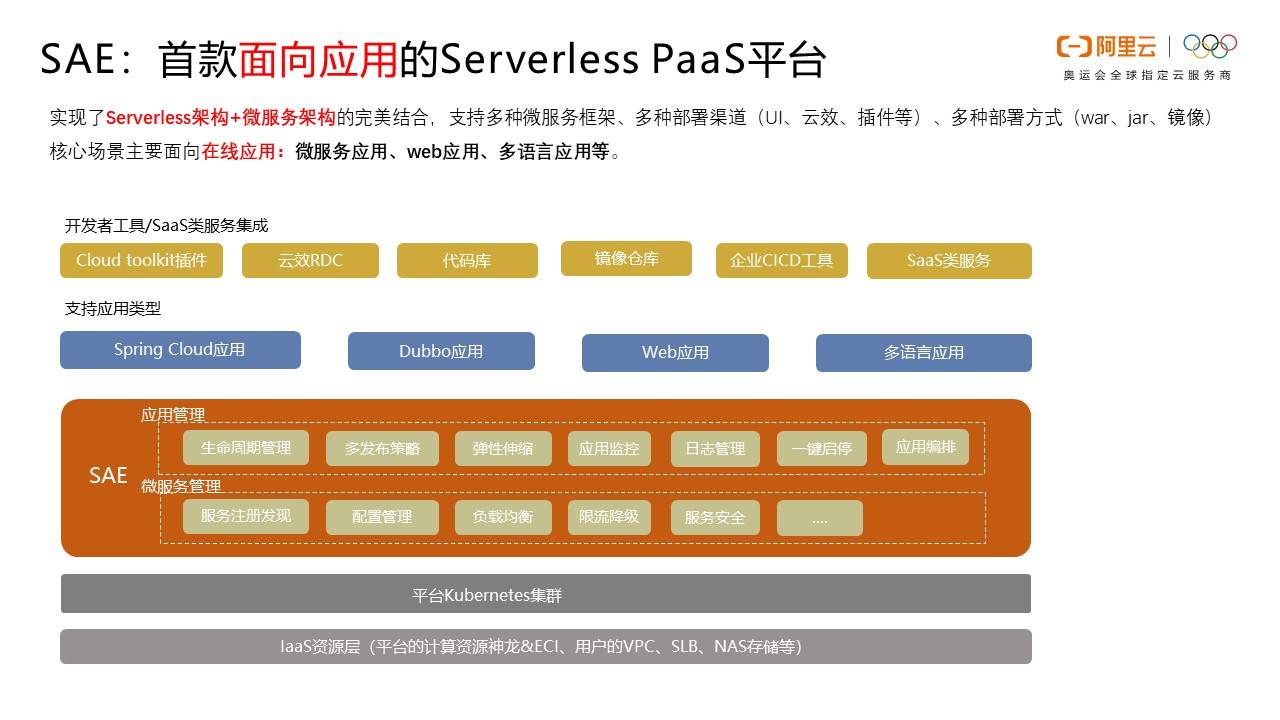 SAE：首款面向应用的Serverless PaaS平台
阿里云
奥运会全球指定云服务商
实现了Serverless架构+微服务架构的完美结合，支持多种微服务框架、多种部署渠道（UI、云效、插件等）、多种部署方式（war、jar、镜像）
核心场景主要面向在线应用：微服务应用、web应用、多语言应用等。
开发者工具/SaaS类服务集成
Cloud toolkit插件 云效RDC 代码库 镜像仓库 企业CICD工具 SaaS类服务
支持应用类型
Spring Cloud应用 Dubbo应用 Web应用 多语言应用
应用管理
生命周期管理 多发布策略 弹性伸缩 应用监控 日志管理 一键启停 应用编排
SAE
微服务管理
服务注册发现 配置管理 负载均衡 限流降级 服务安全 ....
平台Kubernetes集群
IaaS资源层（平台的计算资源神龙&ECI、用户的VPC、SLB、NAS存储等）